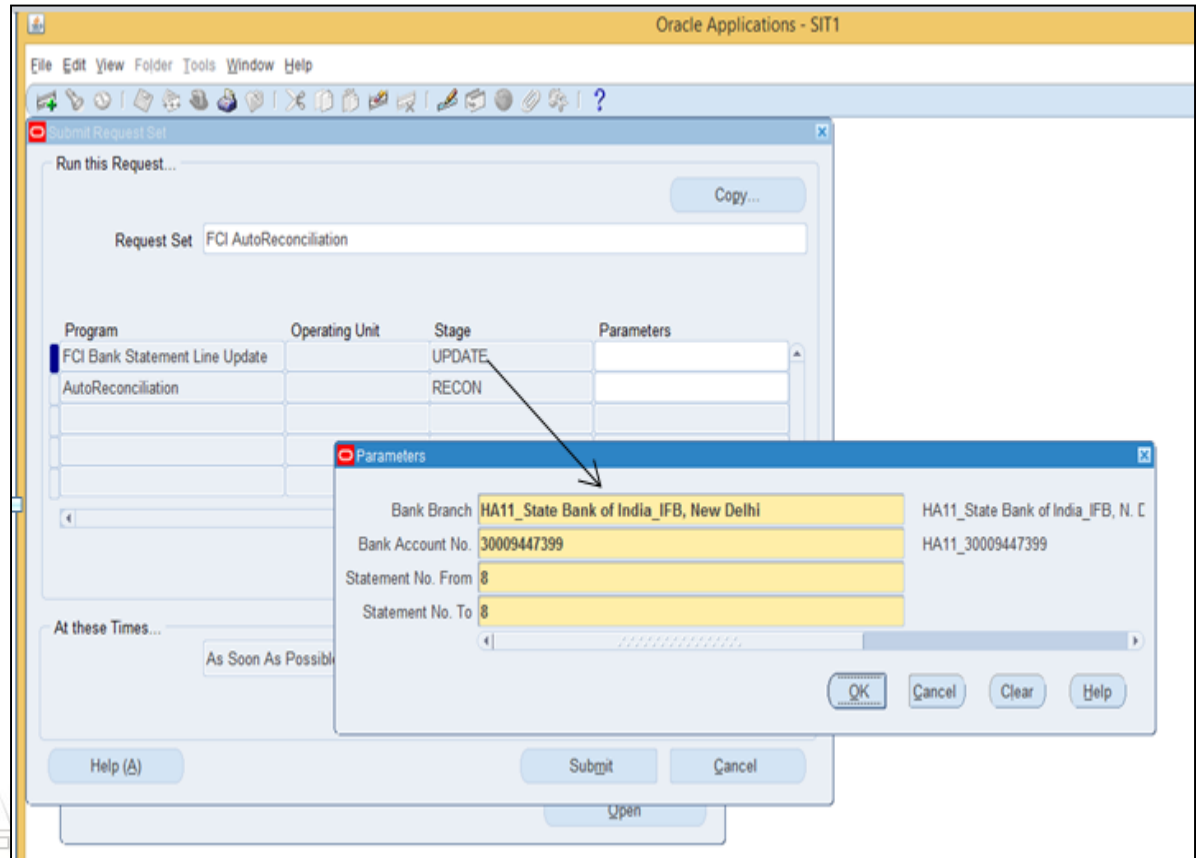 Oracle Applications - SIT1
File Edit View Folder Tools Window Help
?
Submit Request Set
Run this Request...
Copy...
Request Set FCI AutoReconciliation
Program Operating Unit Stage Parameters
FCI Bank Statement Line Update UPDATE
AutoReconciliation RECON
Parameters
Bank Branch HA11_State Bank of India_IFB, New Delhi HA11_State Bank of India_IFB, N. D
Bank Account No. 30009447399 HA11_30009447399
Statement No. From 8
Statement No. To 8
OK Cancel Clear Help
At these Times...
As Soon As Possible
Help (A) Submit Cancel
Open